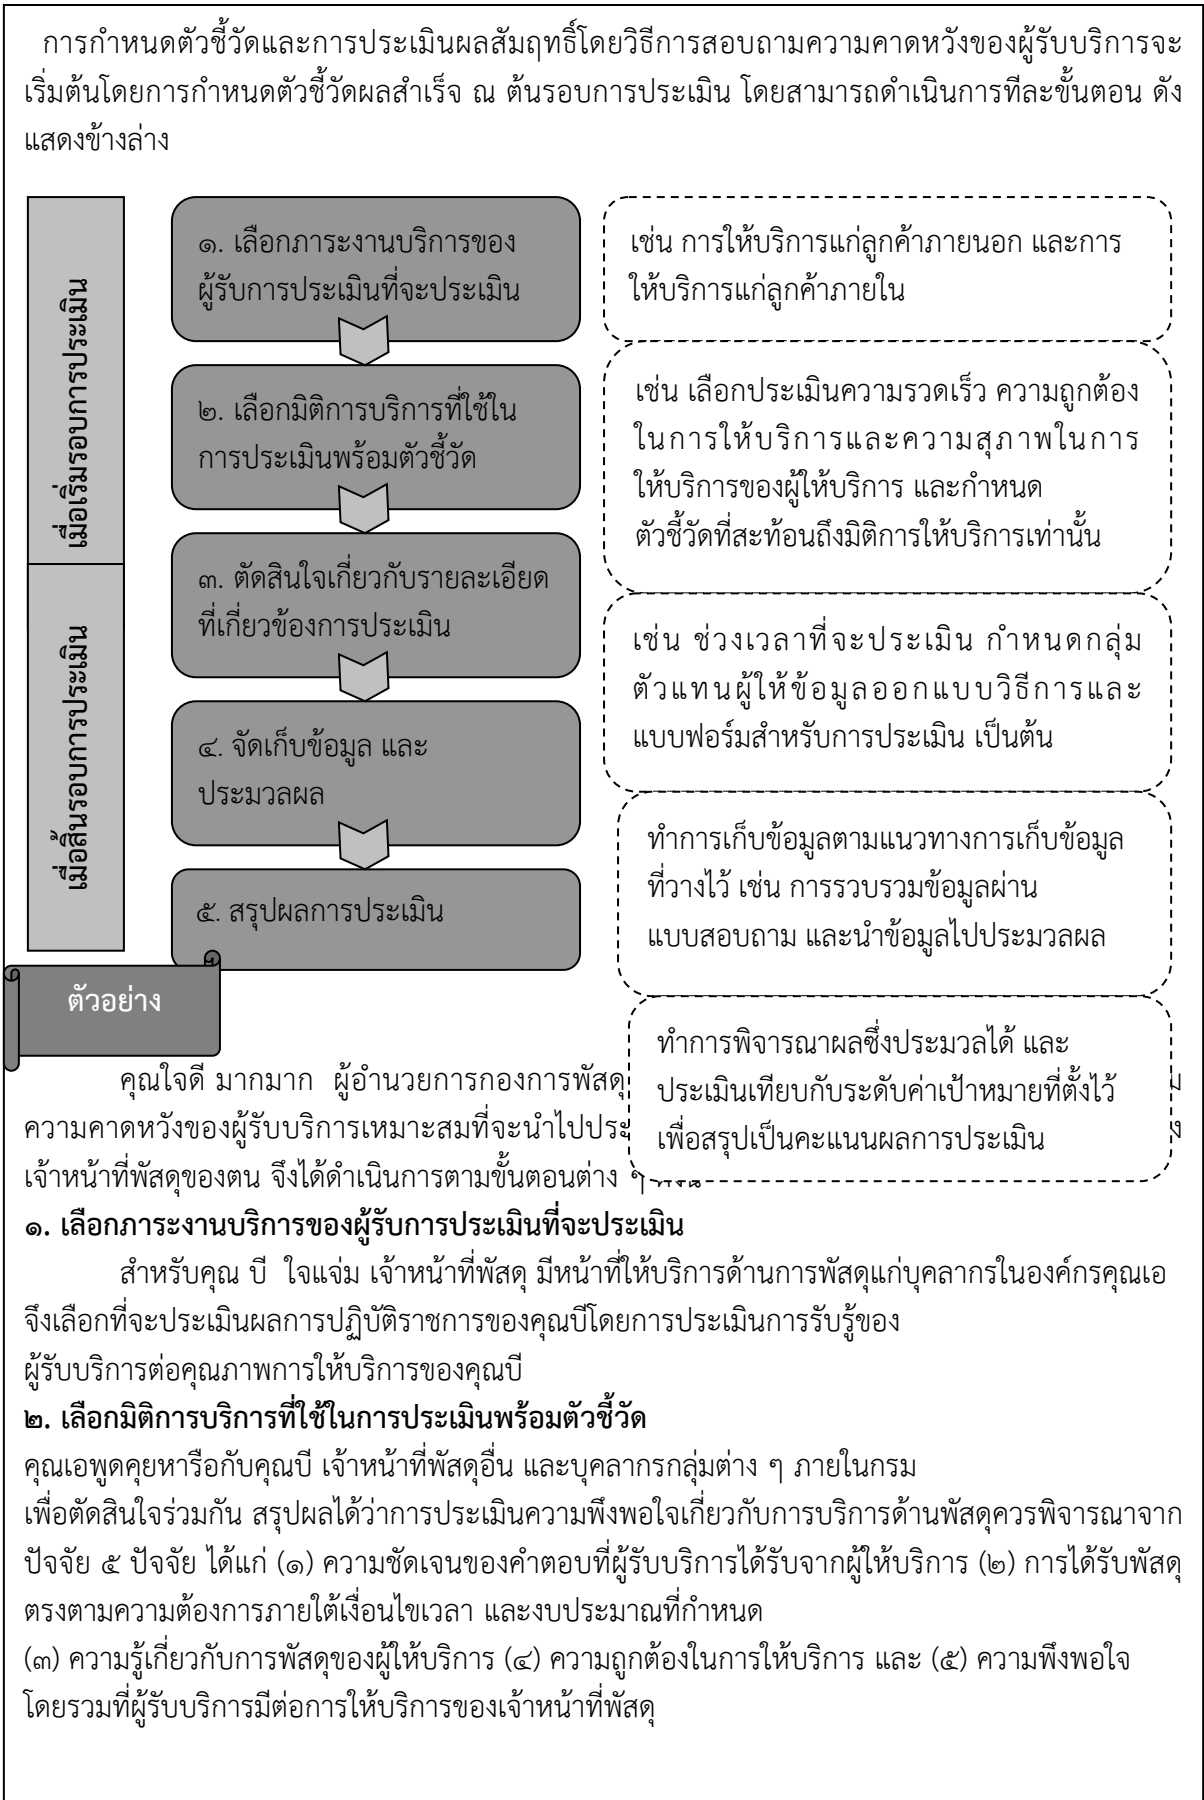 การกำหนดตัวชี้วัดและการประเมินผลสัมฤทธิ์โดยวิธีการสอบถามความคาดหวังของผู้รับบริการจะ
เริ่มต้นโดยการกำหนดตัวชี้วัดผลสำเร็จ ณ ต้นรอบการประเมิน โดยสามารถดำเนินการทีละขั้นตอน ดัง
แสดงข้างล่าง
เมื่อเริ่มรอบการประเมิน
เมื่อสิ้นรอบการประเมิน
๑. เลือกภาระงานบริการของ
ผู้รับการประเมินที่จะประเมิน
เช่น การให้บริการแก่ลูกค้าภายนอก และการ
ให้บริการแก่ลูกค้าภายใน
๒. เลือกมิติการบริการที่ใช้ใน
การประเมินพร้อมตัวชี้วัด
เช่น เลือกประเมินความรวดเร็ว ความถูกต้อง
ในการให้บริการและความสุภาพในการ
ให้บริการของผู้ให้บริการ และกำหนด
ตัวชี้วัดที่สะท้อนถึงมิติการให้บริการเท่านั้น
๓. ตัดสินใจเกี่ยวกับรายละเอียด
ที่เกี่ยวข้องการประเมิน
เช่น ช่วงเวลาที่จะประเมิน กำหนดกลุ่ม
ตัวแทนผู้ให้ข้อมูลออกแบบวิธีการและ
แบบฟอร์มสำหรับการประเมิน เป็นต้น
๔. จัดเก็บข้อมูล และ
ประมวลผล
ทำการเก็บข้อมูลตามแนวทางการเก็บข้อมูล
ที่วางไว้ เช่น การรวบรวมข้อมูลผ่าน
แบบสอบถาม และนำข้อมูลไปประมวลผล
๕. สรุปผลการประเมิน
ทำการพิจารณาผลซึ่งประมวลได้ และ
ประเมินเทียบกับระดับค่าเป้าหมายที่ตั้งไว้
เพื่อสรุปเป็นคะแนนผลการประเมิน
ตัวอย่าง
คุณใจดี มากมาก ผู้อำนวยการกองการพัสดุ
ความคาดหวังของผู้รับบริการเหมาะสมที่จะนำไป
เจ้าหน้าที่พัสดุของตน จึงได้ดำเนินการตามขั้นตอนต่าง
๑. เลือกภาระงานบริการของผู้รับการประเมินที่จะประเมิน
สำหรับคุณ บี ใจแจ่ม เจ้าหน้าที่พัสดุ มีหน้าที่ให้บริการด้านการพัสดุแก่บุคลากรในองค์กรคุณเอ
จึงเลือกที่จะประเมินผลการปฏิบัติราชการของคุณบีโดยการประเมินการรับรู้ของ
ผู้รับบริการต่อคุณภาพการให้บริการของคุณบี
๒. เลือกมิติการบริการที่ใช้ในการประเมินพร้อมตัวชี้วัด
คุณเอพูดคุยหารือกับคุณบี เจ้าหน้าที่พัสดุอื่น และบุคลากรกลุ่มต่าง ๆ ภายในกรม
เพื่อตัดสินใจร่วมกัน สรุปผลได้ว่าการประเมินความพึงพอใจเกี่ยวกับการบริการด้านพัสดุควรพิจารณาจาก
ปัจจัย ๕ ปัจจัย ได้แก่ (๑) ความชัดเจนของคำตอบที่ผู้รับบริการได้รับจากผู้ให้บริการ (๒) การได้รับพัสดุ
ตรงตามความต้องการภายใต้เงื่อนไขเวลา และงบประมาณที่กำหนด
(๓) ความรู้เกี่ยวกับการพัสดุของผู้ให้บริการ (๔) ความถูกต้องในการให้บริการ และ (๕) ความพึงพอใจ
โดยรวมที่ผู้รับบริการมีต่อการให้บริการของเจ้าหน้าที่พัสดุ